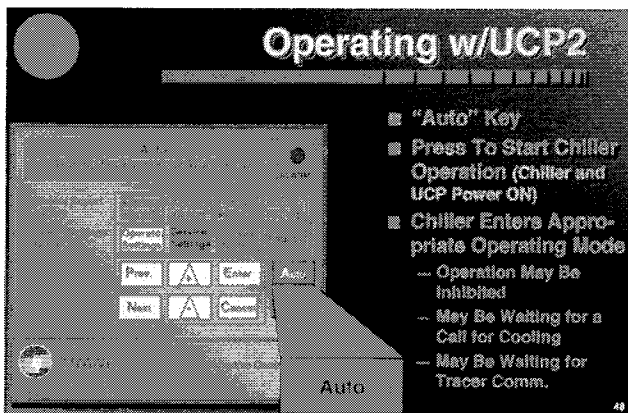 Operating w/UCP2
■ "Auto" Key
■ Press To Start Chiller
Operation (Chiller and
UCP Power ON)
■ Chiller Enters Appro-
priate Operating Mode
— Operation May Be
Inhibited
— May Be Waiting for a
Call for Cooling
— May Be Waiting for
Tracer Comm.
Settings
Prev. + Enter Auto
Next - Cancel
Auto
48